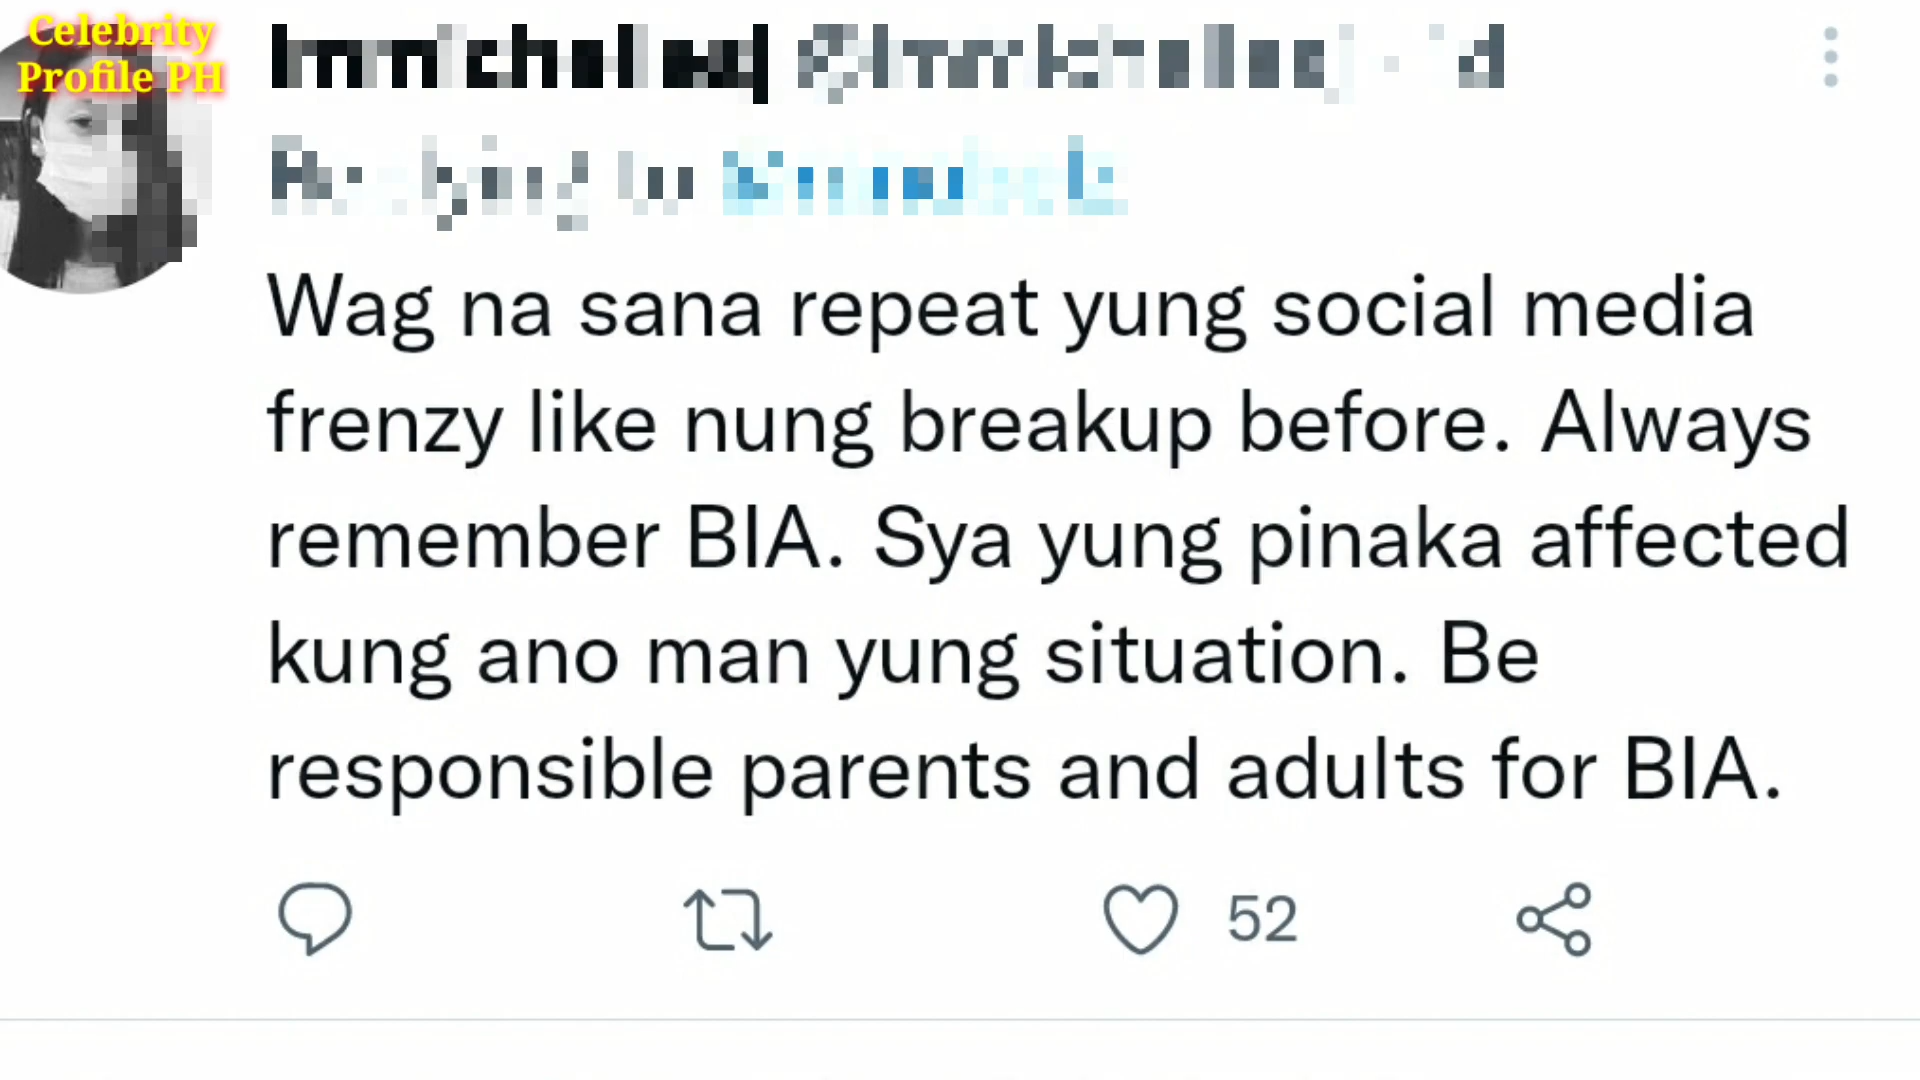 Celebrity
Profile PH
Wag na sana repeat yung social media
frenzy like nung breakup before. Always
remember BIA. Sya yung pinaka affected
kung ano man yung situation. Be
responsible parents and adults for BIA.
52